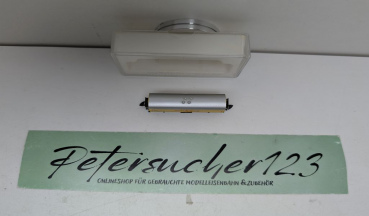 Petersucher123
ONLINESHOP FÜR GEBRAUCHTE MODELLEISENBAHN & ZUBEHÖR